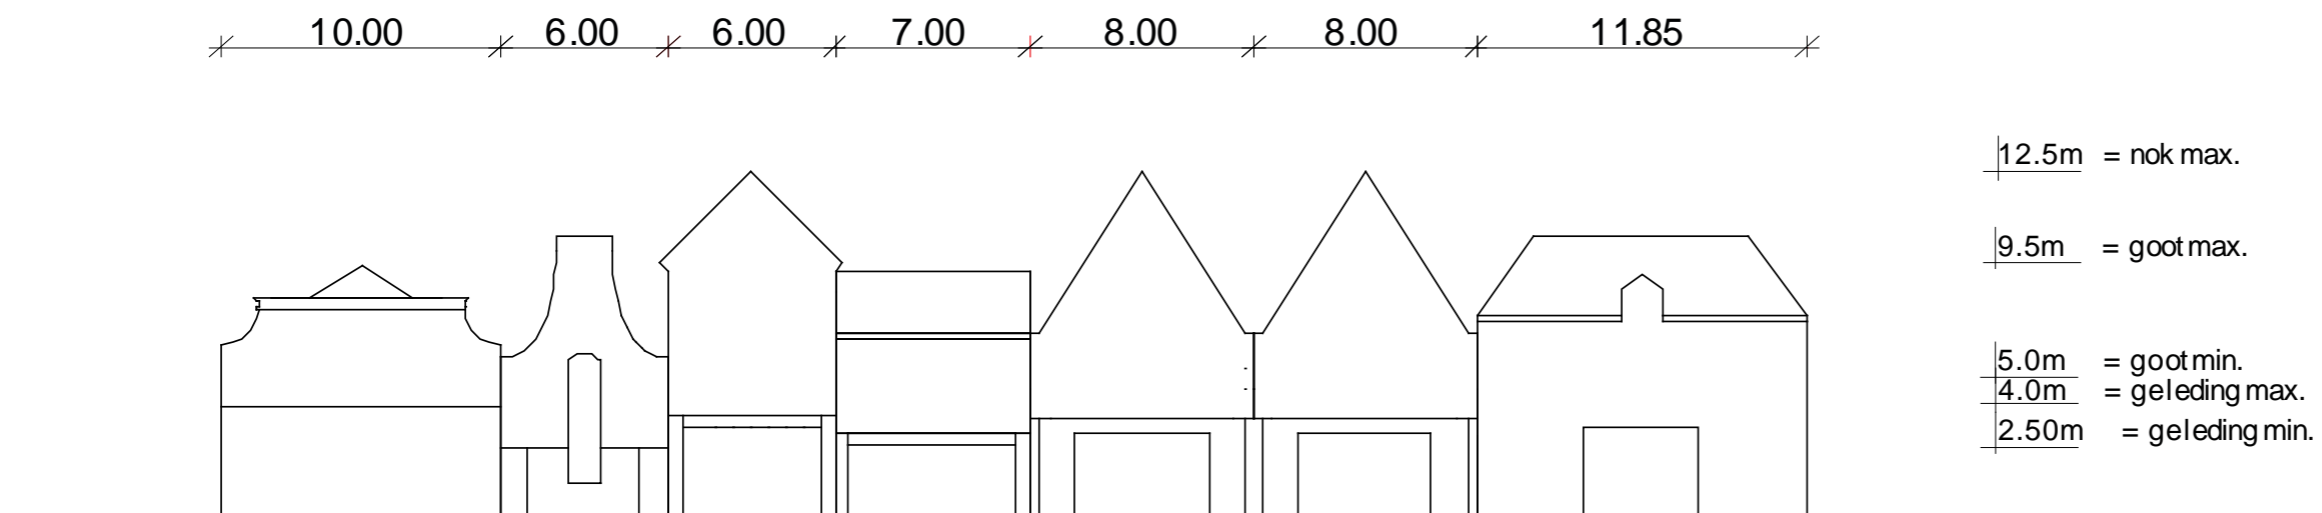 10.00 6.00 6.00 7.00 8.00 8.00 11.85
12.5m = nok max.
9.5m = goot max.
5.0m = goot min.
4.0m = geleding max.
2.50m = geleding min.